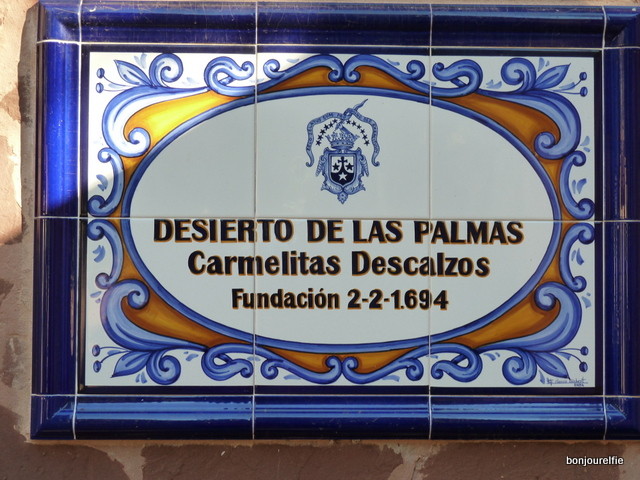 DESIERTO DE LAS PALMAS
Carmelitas Descalzos
Fundación 2-2-1.694
bonjourelfie